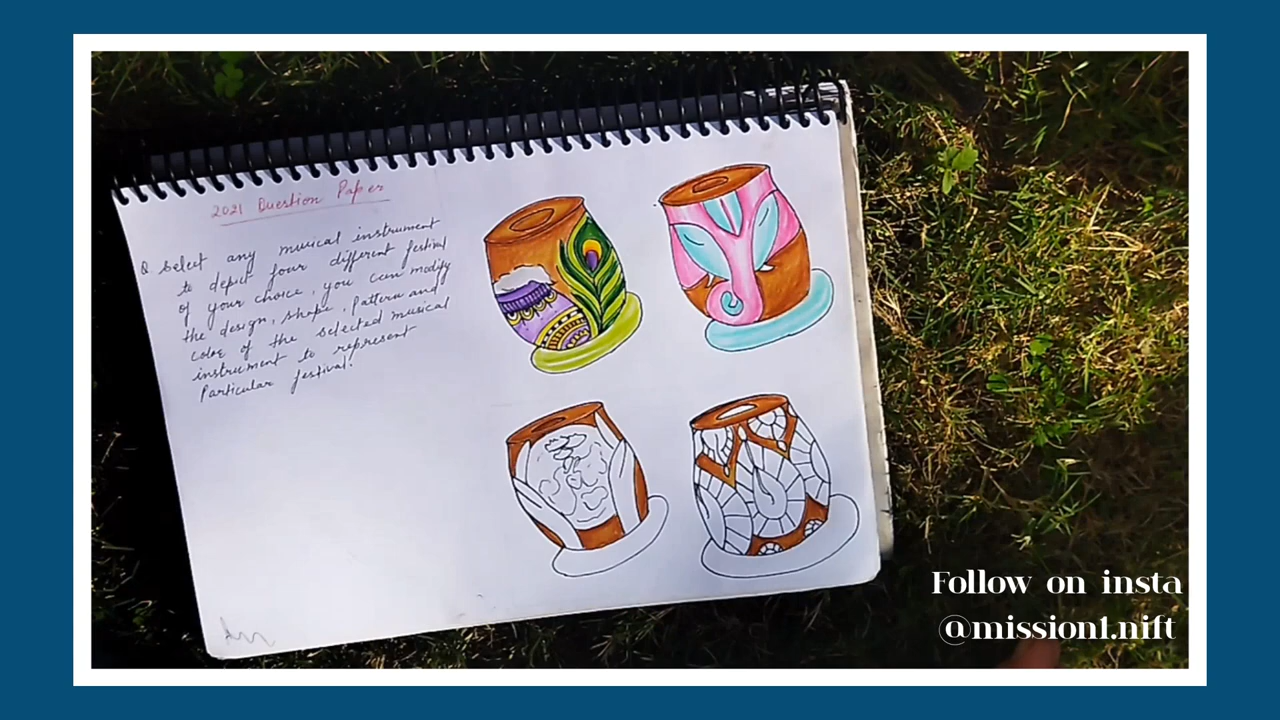 2021 Question Paper
Q. Select any musical instrument
to depict four different festival
of your choice, you can modify
the design, shape, pattern and
color of the selected musical
instrument to represent
Particular festival.
Follow on insta
@mission1.nift